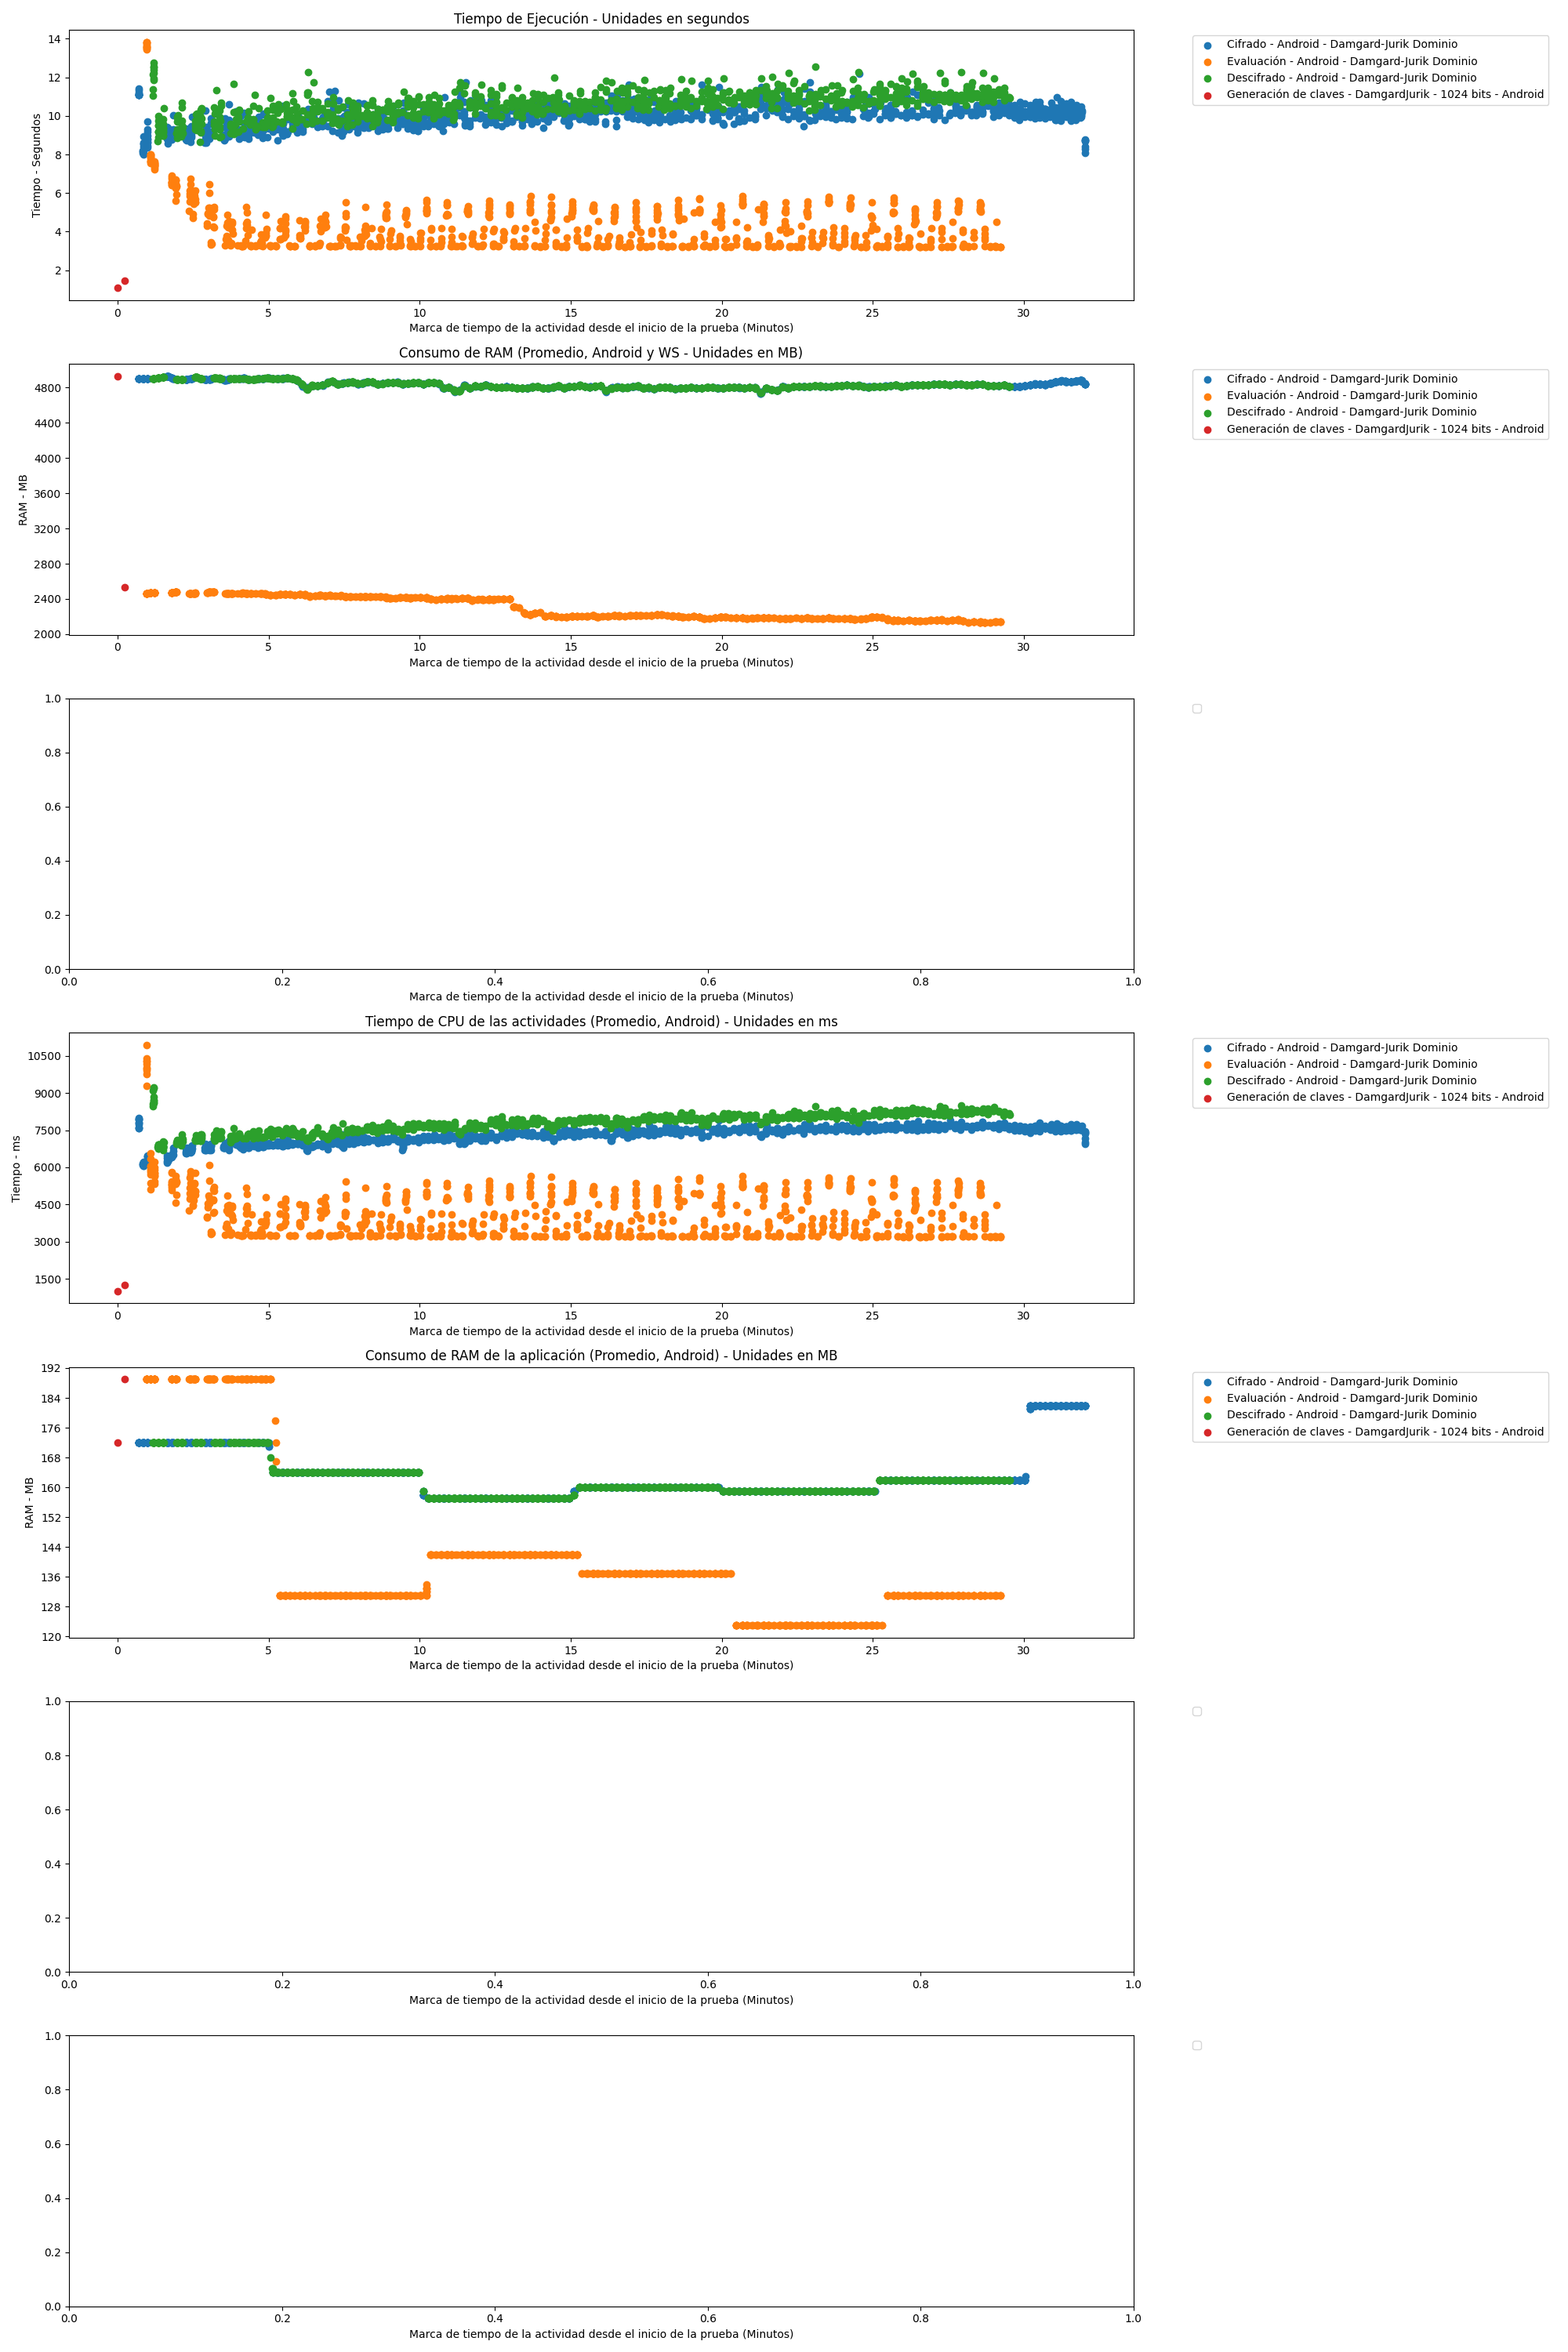 Tiempo de Ejecución - Unidades en segundos
14
12
10
8
6
4
2
Tiempo - Segundos
0 5 10 15 20 25 30
Marca de tiempo de la actividad desde el inicio de la prueba (Minutos)
Cifrado - Android - Damgard-Jurik Dominio
Evaluación - Android - Damgard-Jurik Dominio
Descifrado - Android - Damgard-Jurik Dominio
Generación de claves - DamgardJurik - 1024 bits - Android
Consumo de RAM (Promedio, Android y WS - Unidades en MB)
4800
4400
4000
3600
3200
2800
2400
2000
RAM - MB
0 5 10 15 20 25 30
Marca de tiempo de la actividad desde el inicio de la prueba (Minutos)
Cifrado - Android - Damgard-Jurik Dominio
Evaluación - Android - Damgard-Jurik Dominio
Descifrado - Android - Damgard-Jurik Dominio
Generación de claves - DamgardJurik - 1024 bits - Android
1.0
0.8
0.6
0.4
0.2
0.0
0.0 0.2 0.4 0.6 0.8 1.0
Marca de tiempo de la actividad desde el inicio de la prueba (Minutos)
Tiempo de CPU de las actividades (Promedio, Android) - Unidades en ms
10500
9000
7500
6000
4500
3000
1500
Tiempo - ms
0 5 10 15 20 25 30
Marca de tiempo de la actividad desde el inicio de la prueba (Minutos)
Cifrado - Android - Damgard-Jurik Dominio
Evaluación - Android - Damgard-Jurik Dominio
Descifrado - Android - Damgard-Jurik Dominio
Generación de claves - DamgardJurik - 1024 bits - Android
Consumo de RAM de la aplicación (Promedio, Android) - Unidades en MB
192
184
176
168
160
152
144
136
128
120
RAM - MB
0 5 10 15 20 25 30
Marca de tiempo de la actividad desde el inicio de la prueba (Minutos)
Cifrado - Android - Damgard-Jurik Dominio
Evaluación - Android - Damgard-Jurik Dominio
Descifrado - Android - Damgard-Jurik Dominio
Generación de claves - DamgardJurik - 1024 bits - Android
1.0
0.8
0.6
0.4
0.2
0.0
0.0 0.2 0.4 0.6 0.8 1.0
Marca de tiempo de la actividad desde el inicio de la prueba (Minutos)
1.0
0.8
0.6
0.4
0.2
0.0
0.0 0.2 0.4 0.6 0.8 1.0
Marca de tiempo de la actividad desde el inicio de la prueba (Minutos)